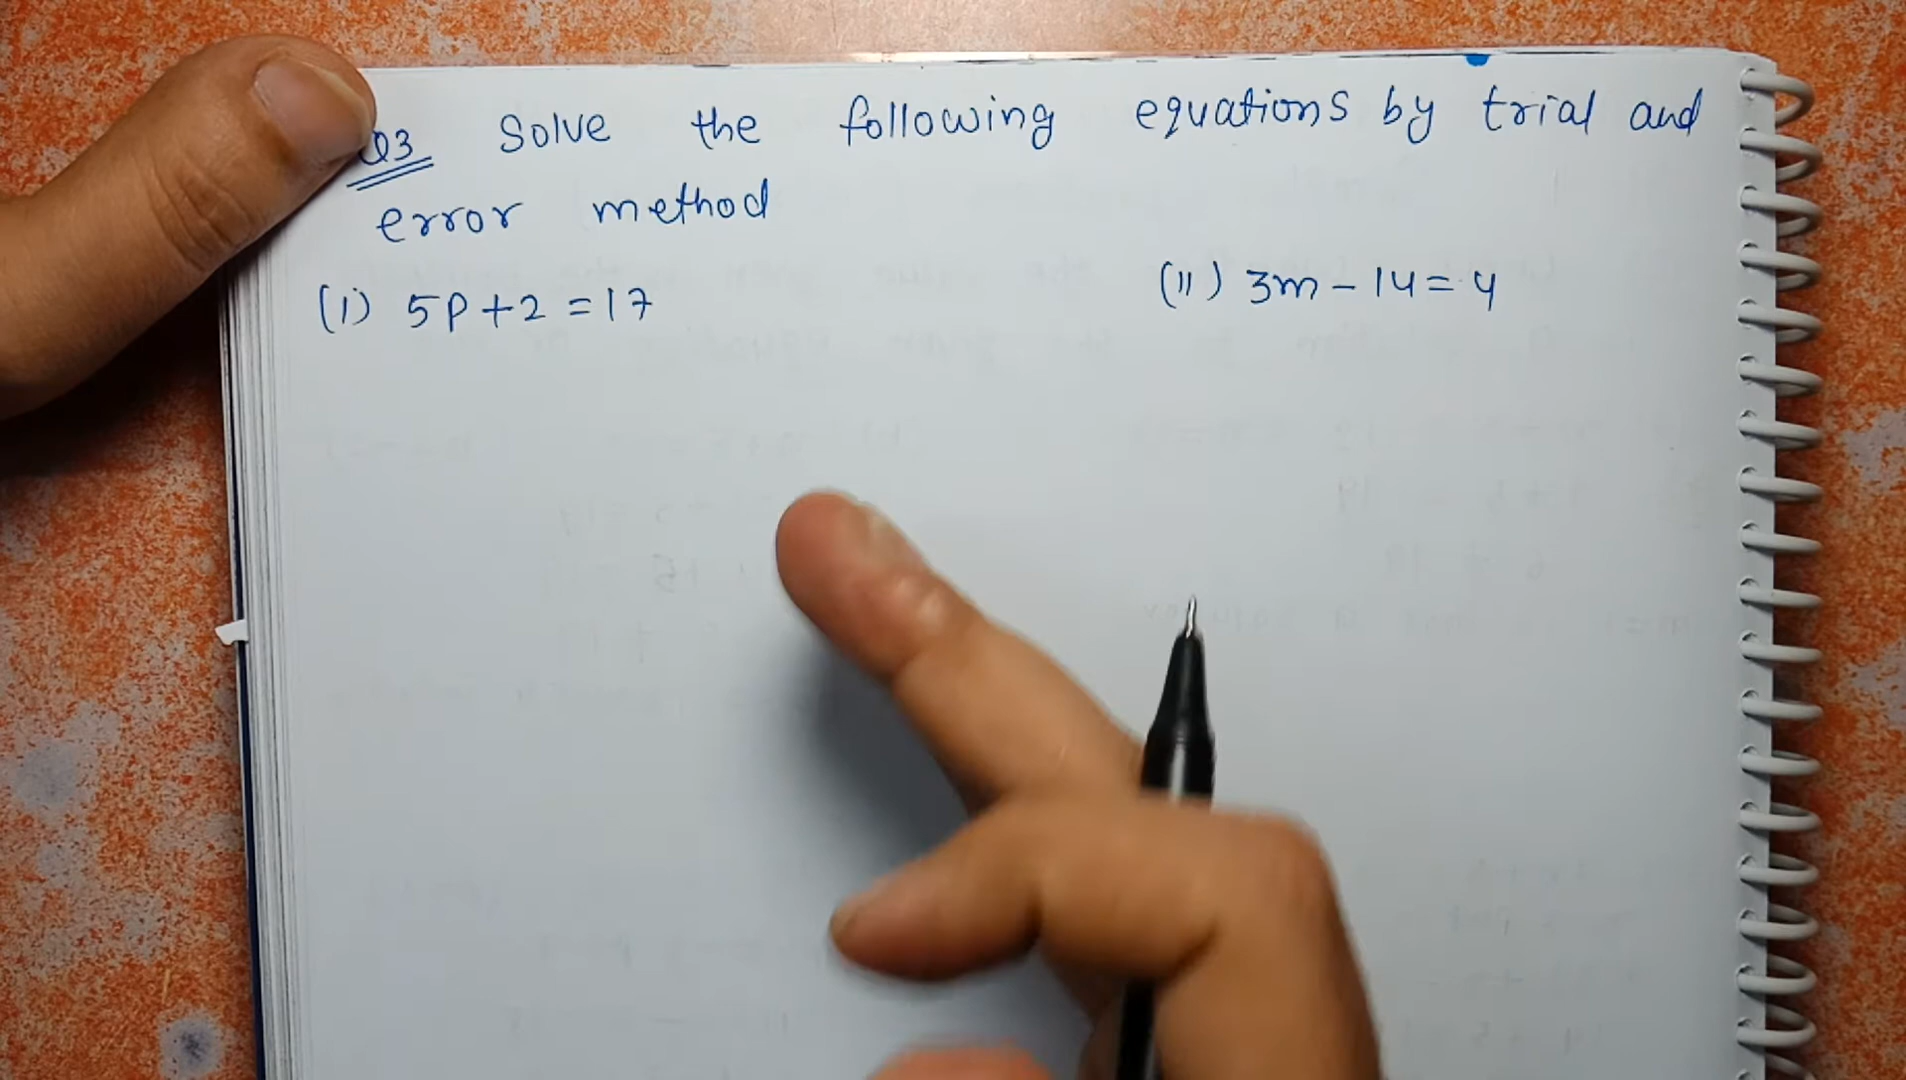 Q3 Solve the following equations by trial and
error method
(i) 5p+2 = 17 (ii) 3m - 14 = 4